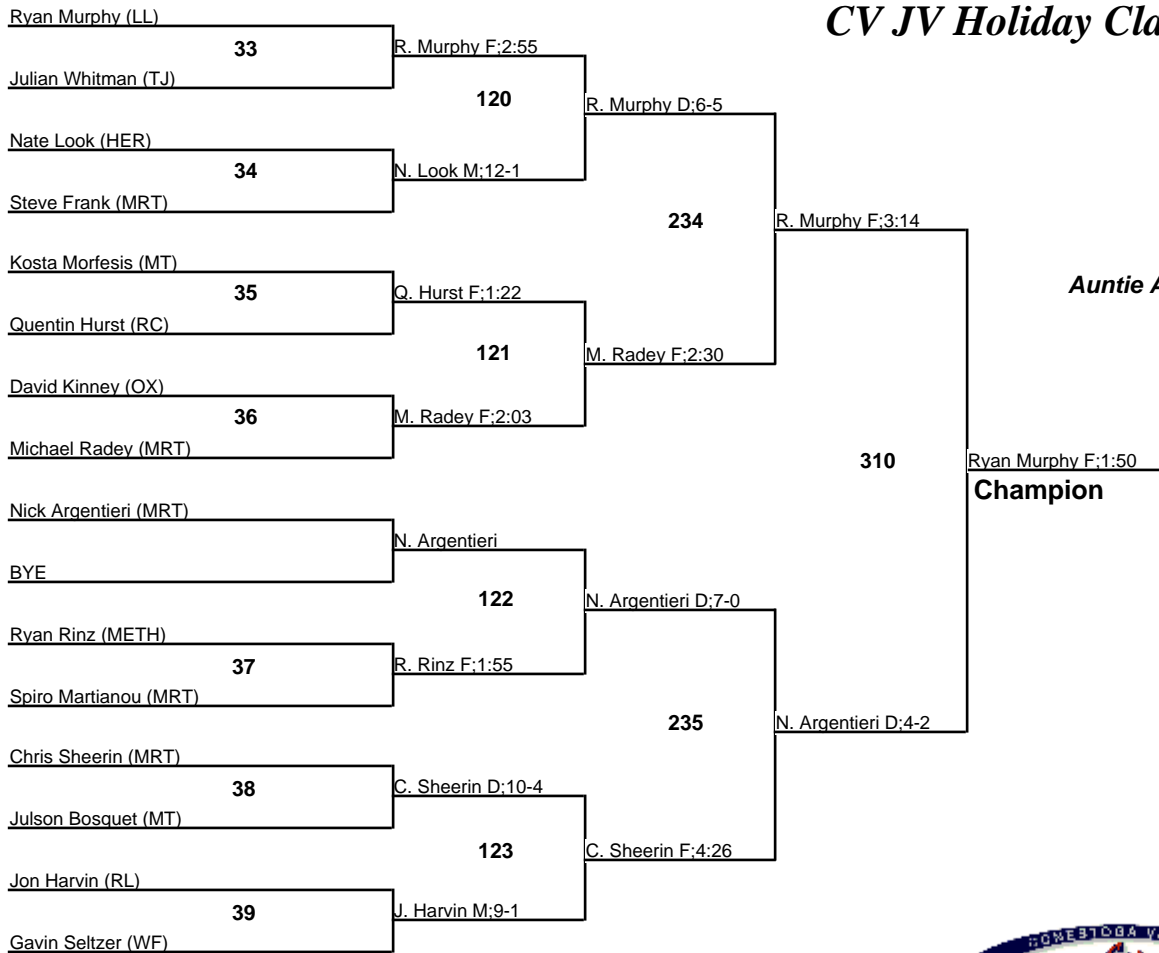 CV JV Holiday
Ryan Murphy (LL)
33
R. Murphy F;2:55
Julian Whitman (TJ)
120
R. Murphy D;6-5
Nate Look (HER)
34
N. Look M;12-1
Steve Frank (MRT)
234
R. Murphy F;3:14
Kosta Morfesis (MT)
35
Q. Hurst F;1:22
Auntie
Quentin Hurst (RC)
121
M. Radey F;2:30
David Kinney (OX)
36
M. Radey F;2:03
Michael Radey (MRT)
310
Ryan Murphy F;1:50
Champion
Nick Argentieri (MRT)
N. Argentieri
BYE
122
N. Argentieri D;7-0
Ryan Rinz (METH)
37
R. Rinz F;1:55
Spiro Martianou (MRT)
235
N. Argentieri D;4-2
Chris Sheerin (MRT)
38
C. Sheerin D;10-4
Julson Bosquet (MT)
123
C. Sheerin F;4:26
Jon Harvin (RL)
39
J. Harvin M;9-1
Gavin Seltzer (WF)